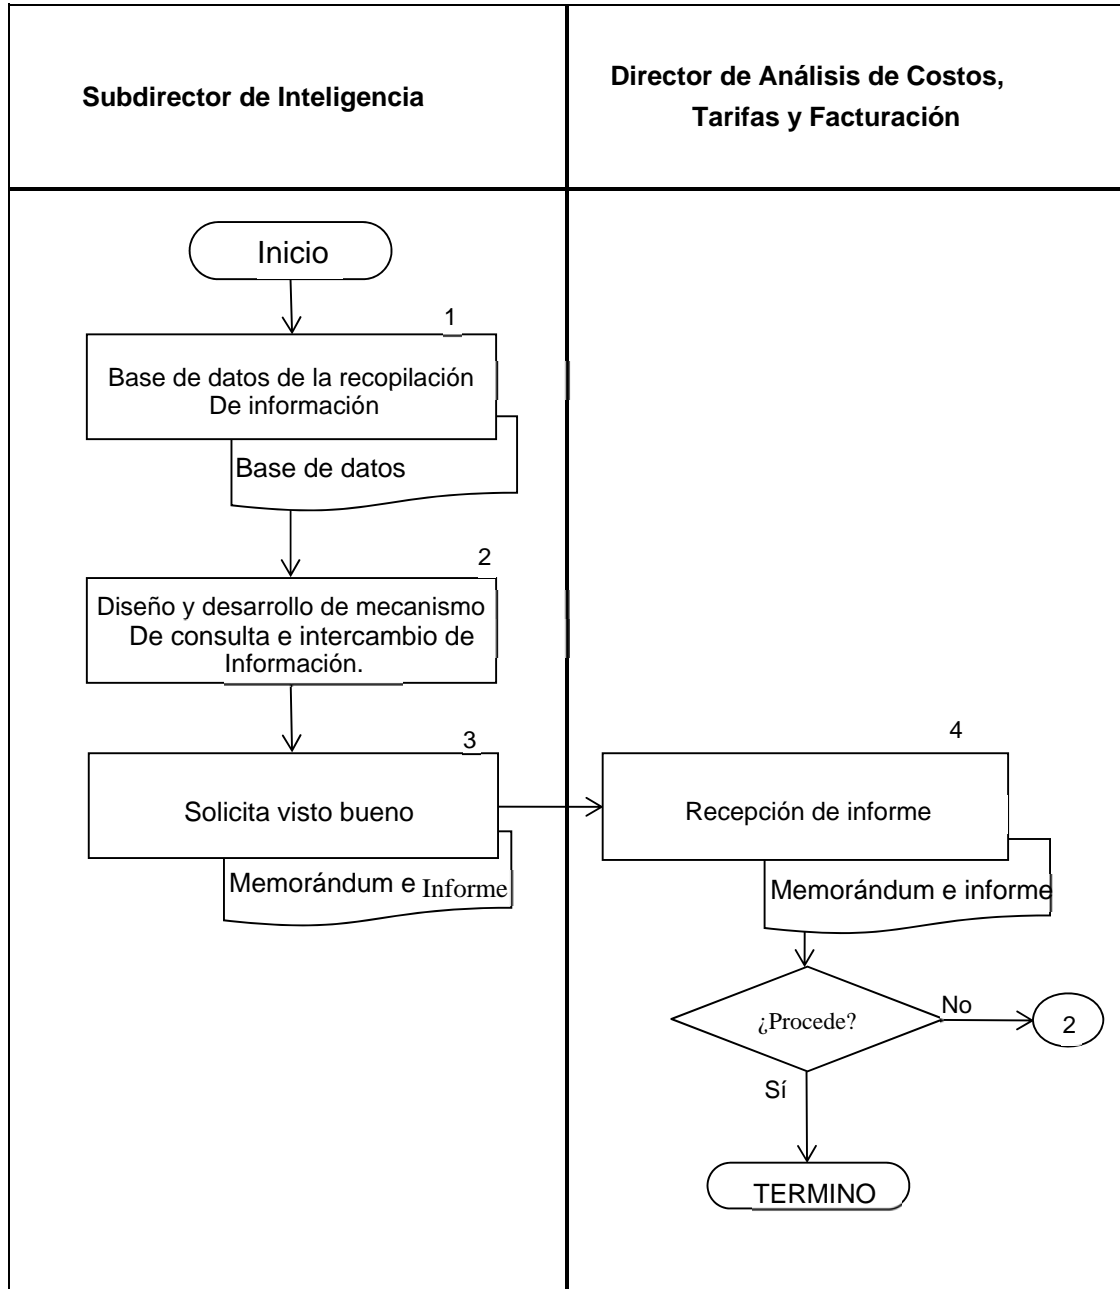 Subdirector de Inteligencia
Director de Análisis de Costos,
Tarifas y Facturación
Inicio
1
Base de datos de la recopilación
De información
Base de datos
2
Diseño y desarrollo de mecanismo
De consulta e intercambio de
Información.
3
Solicita visto bueno
Memorándum e Informe
4
Recepción de informe
Memorándum e informe
¿Procede?
No
2
Sí
TERMINO